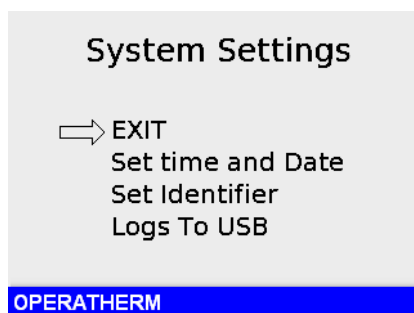 System Settings
EXIT
Set time and Date
Set Identifier
Logs To USB
OPERATHERM